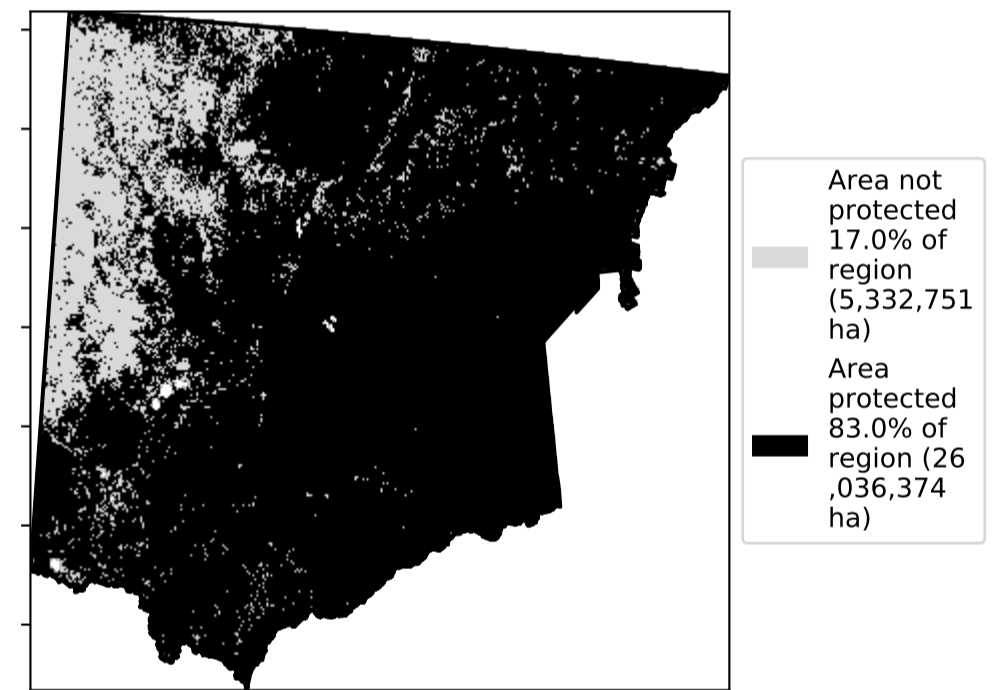 Area not
protected
17.0% of
region
(5,332,751
ha)
Area
protected
83.0% of
region (26
,036,374
ha)